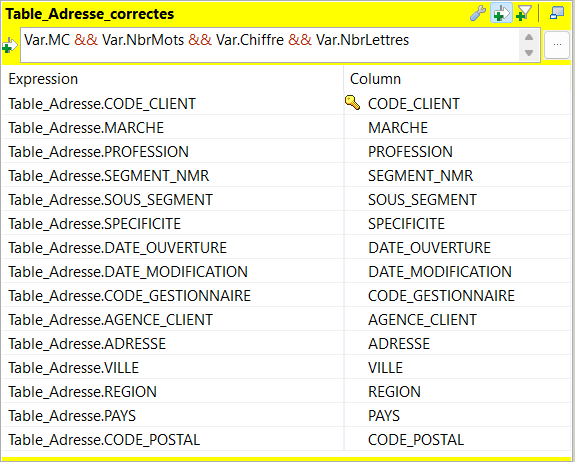 Table_Adresse_correctes
Var.MC && Var.NbrMots && Var.Chiffre && Var.NbrLettres
...
Expression Column
Table_Adresse.CODE_CLIENT CODE_CLIENT
Table_Adresse.MARCHE MARCHE
Table_Adresse.PROFESSION PROFESSION
Table_Adresse.SEGMENT_NMR SEGMENT_NMR
Table_Adresse.SOUS_SEGMENT SOUS_SEGMENT
Table_Adresse.SPECIFICITE SPECIFICITE
Table_Adresse.DATE_OUVERTURE DATE_OUVERTURE
Table_Adresse.DATE_MODIFICATION DATE_MODIFICATION
Table_Adresse.CODE_GESTIONNAIRE CODE_GESTIONNAIRE
Table_Adresse.AGENCE_CLIENT AGENCE_CLIENT
Table_Adresse.ADRESSE ADRESSE
Table_Adresse.VILLE VILLE
Table_Adresse.REGION REGION
Table_Adresse.PAYS PAYS
Table_Adresse.CODE_POSTAL CODE_POSTAL